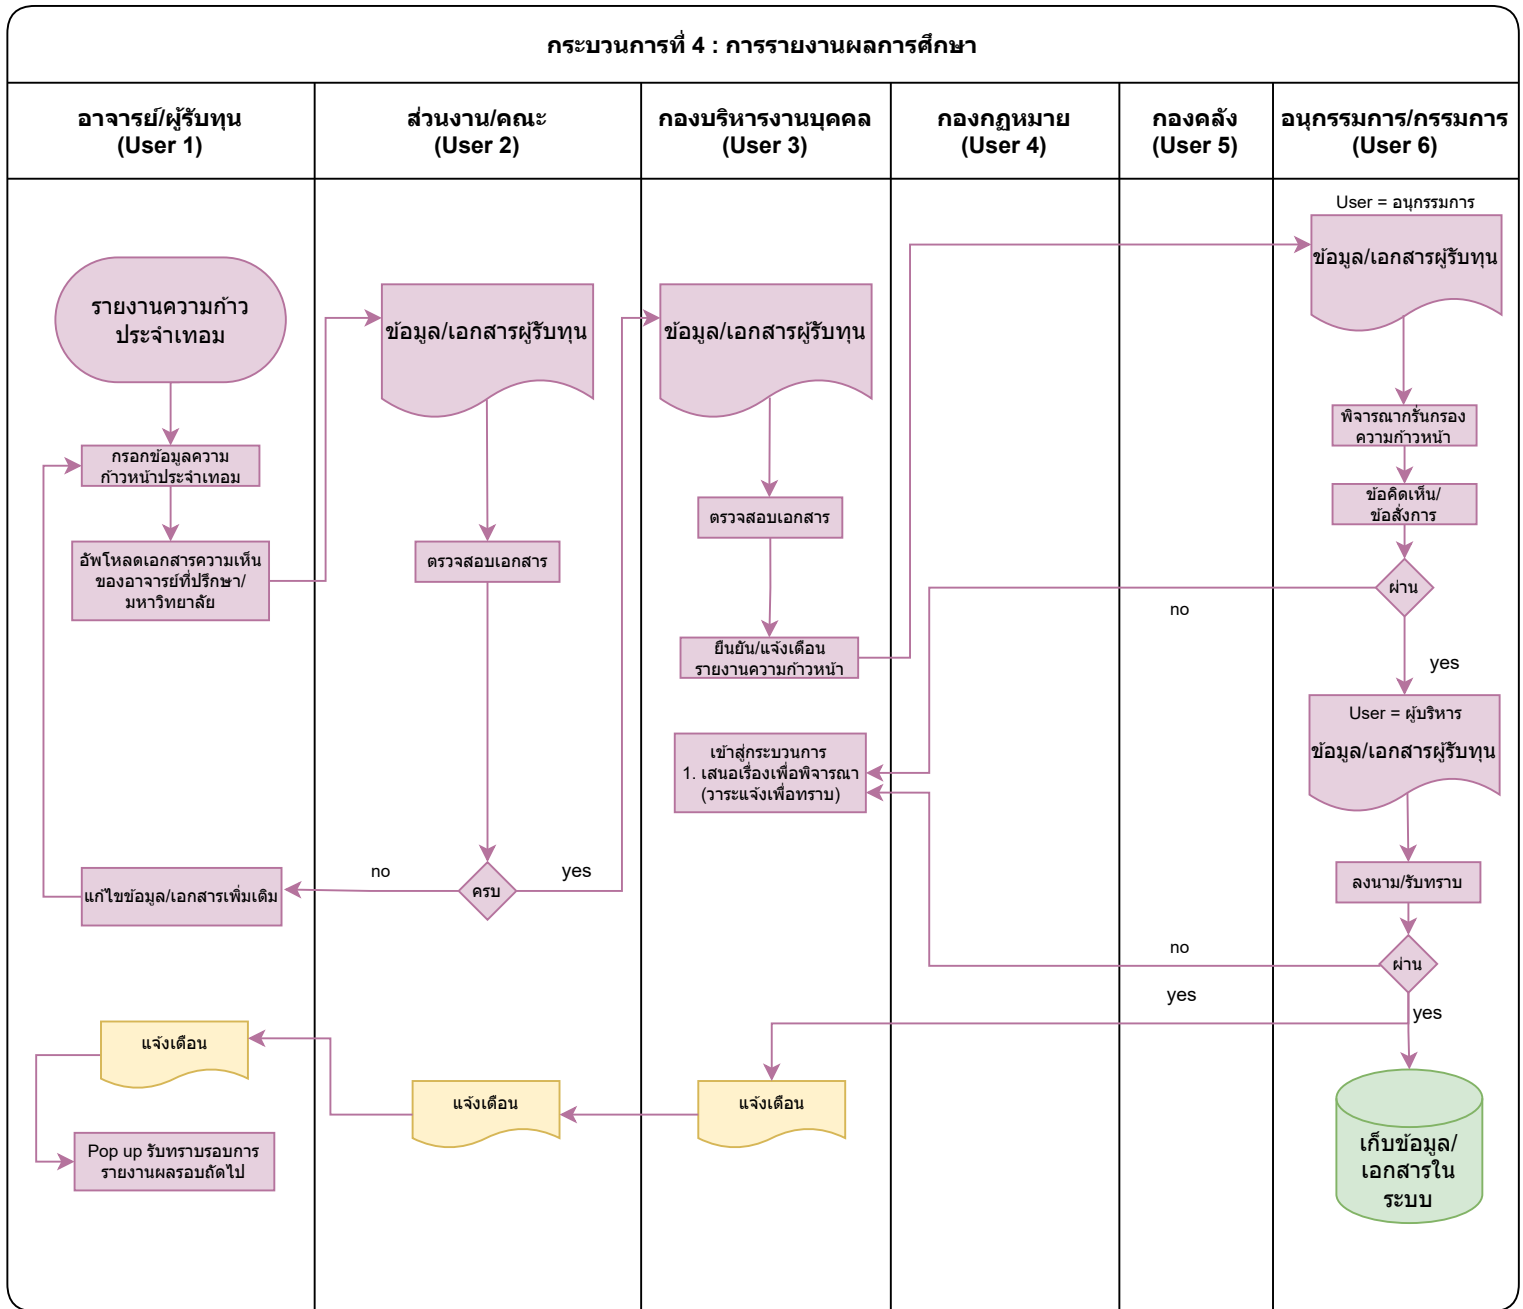 กระบวนการที่ 4 : การรายงานผลการศึกษา
อาจารย์/ผู้รับทุน
(User 1)
ส่วนงาน/คณะ
(User 2)
กองบริหารงานบุคคล
(User 3)
กองกฏหมาย
(User 4)
กองคลัง
(User 5)
อนุกรรมการ/กรรมการ
(User 6)
รายงานความก้าว
ประจำเทอม
กรอกข้อมูลความ
ก้าวหน้าประจำเทอม
อัพโหลดเอกสารความเห็น
ของอาจารย์ที่ปรึกษา/
มหาวิทยาลัย
แก้ไขข้อมูล/เอกสารเพิ่มเติม
แจ้งเตือน
Pop up รับทราบรอบการ
รายงานผลรอบถัดไป
ข้อมูล/เอกสารผู้รับทุน
ตรวจสอบเอกสาร
no
ครบ
yes
แจ้งเตือน
ข้อมูล/เอกสารผู้รับทุน
ตรวจสอบเอกสาร
ยืนยัน/แจ้งเตือน
รายงานความก้าวหน้า
เข้าสู่กระบวนการ
1. เสนอเรื่องเพื่อพิจารณา
(วาระแจ้งเพื่อทราบ)
แจ้งเตือน
User = อนุกรรมการ
ข้อมูล/เอกสารผู้รับทุน
พิจารณากรั่นกรอง
ความก้าวหน้า
ข้อคิดเห็น/
ข้อสั่งการ
ผ่าน
no
yes
User = ผู้บริหาร
ข้อมูล/เอกสารผู้รับทุน
ลงนาม/รับทราบ
no
ผ่าน
yes
yes
เก็บข้อมูล/
เอกสารใน
ระบบ